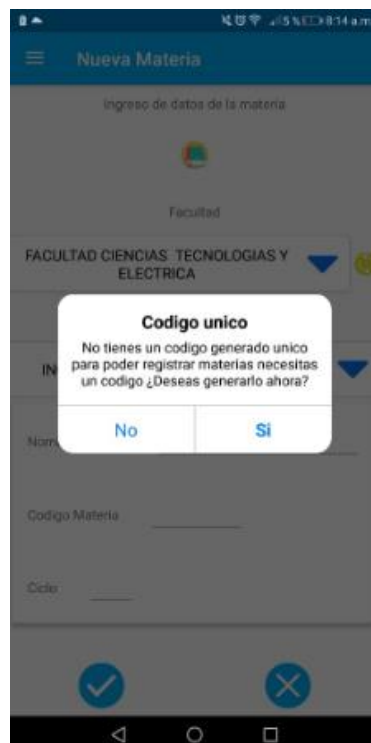 8:14 a.m
Nueva Materia
Ingreso de datos de la materia
Facultad
FACULTAD CIENCIAS TECNOLOGIAS Y
ELECTRICA
Codigo unico
No tienes un codigo generado unico
para poder registrar materias necesitas
un codigo ¿Deseas generarlo ahora?
IN
No
Si
Nom
Codigo Materia
Ciclo